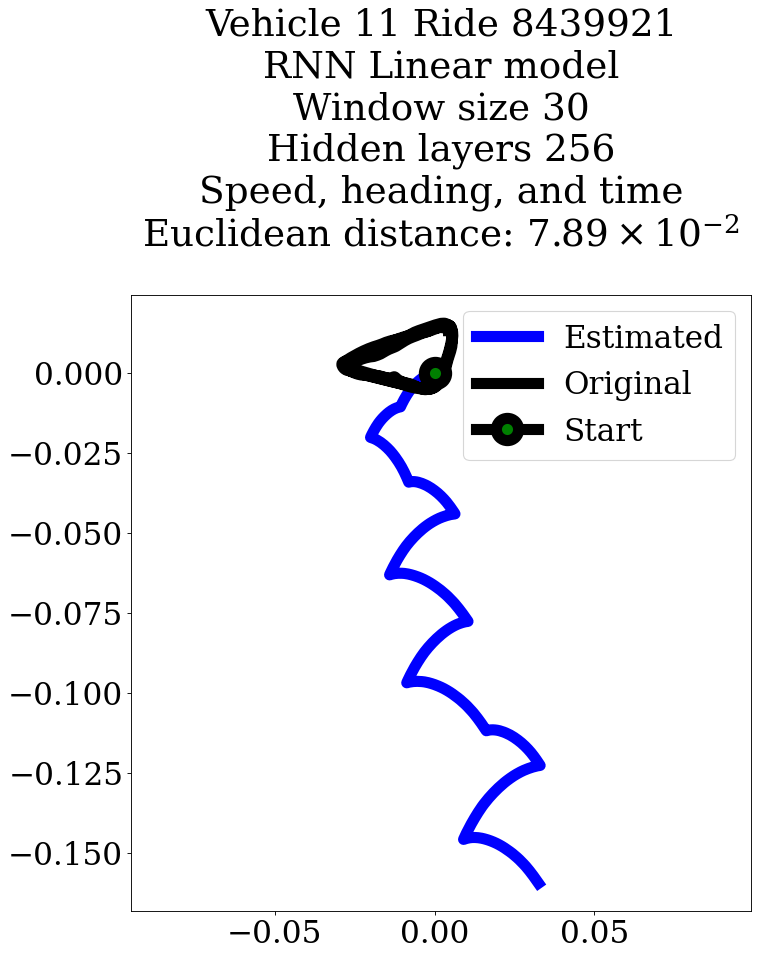 Vehicle 11 Ride 8439921
RNN Linear model
Window size 30
Hidden layers 256
Speed, heading, and time
Euclidean distance: 7.89 × 10⁻²
Estimated
Original
Start
0.000
−0.025
−0.050
−0.075
−0.100
−0.125
−0.150
−0.05
0.00
0.05